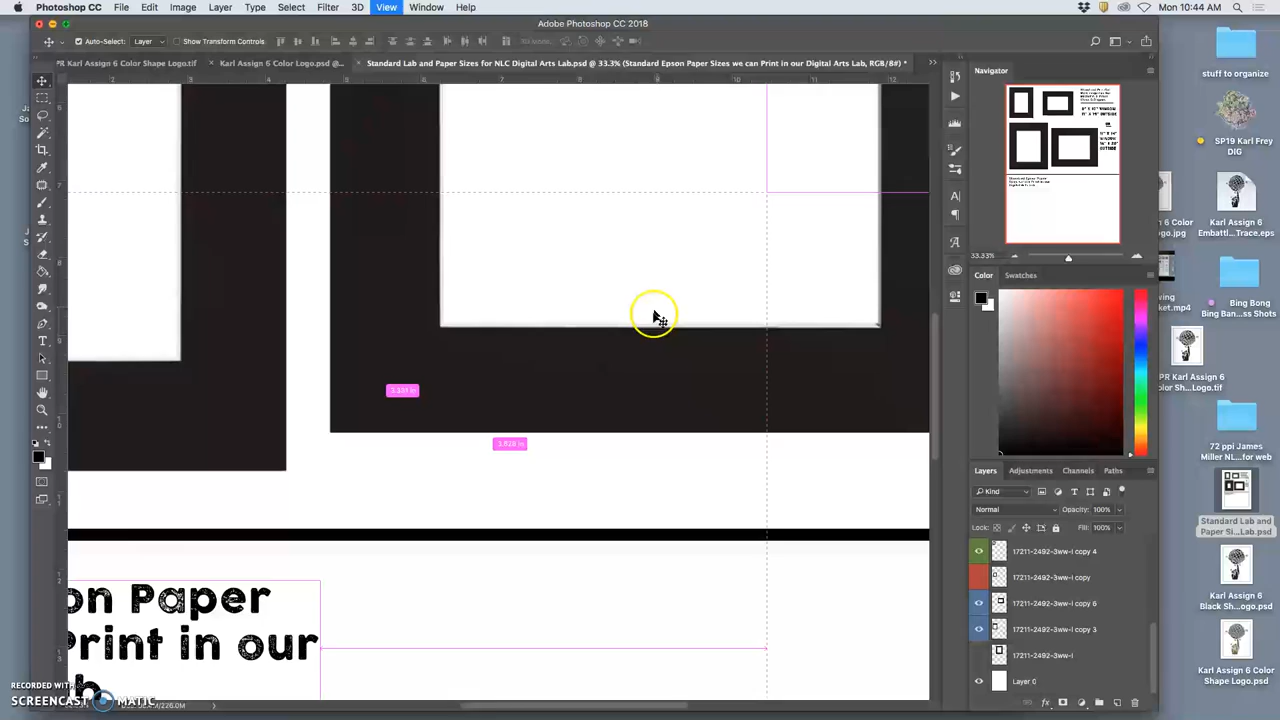 Photoshop CC File Edit Image Layer Type Select Filter 3D View Window Help
Mon 10:44 AM
Adobe Photoshop CC 2018
Auto-Select: Layer Show Transform Controls
PR Karl Assign 6 Color Shape Logo.tif
Karl Assign 6 Color Logo.psd @...
Standard Lab and Paper Sizes for NLC Digital Arts Lab.psd @ 33.3% (Standard Epson Paper Sizes we can Print in our Digital Arts Lab, RGB/8#) *
Navigator
33.33%
Color Swatches
Layers Adjustments Channels Paths
Kind
Normal Opacity: 100%
Lock: Fill: 100%
17211-2492-3ww-l copy 4
17211-2492-3ww-l copy
17211-2492-3ww-l copy 6
17211-2492-3ww-l copy 3
17211-2492-3ww-l
Layer 0
on Paper
Print in our
stuff to organize
SP19 Karl Frey
DIG
Karl Assign 6
Embattl...Trace.eps
Bing Bong
Bing Ban...ss Shots
PR Karl Assign 6
72 ppi James
Miller NL...for web
Standard Lab and
Paper Si...Lab.psd
Karl Assign 6
Black Sh...ogo.psd
Karl Assign 6 Color
Shape Logo.psd
RECORDED WITH
SCREENCAST MATIC